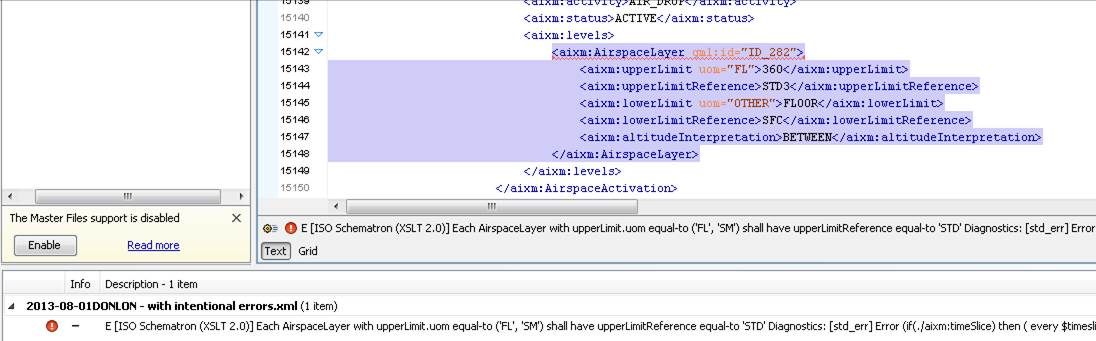 15139 <aixm:activity>AIR_DROP</aixm:activity>
15140 <aixm:status>ACTIVE</aixm:status>
15141 <aixm:levels>
15142 <aixm:AirspaceLayer gml:id="ID_282">
15143 <aixm:upperLimit uom="FL">360</aixm:upperLimit>
15144 <aixm:upperLimitReference>STD3</aixm:upperLimitReference>
15145 <aixm:lowerLimit uom="OTHER">FLOOR</aixm:lowerLimit>
15146 <aixm:lowerLimitReference>SFC</aixm:lowerLimitReference>
15147 <aixm:altitudeInterpretation>BETWEEN</aixm:altitudeInterpretation>
15148 </aixm:AirspaceLayer>
15149 </aixm:levels>
15150 </aixm:AirspaceActivation>
The Master Files support is disabled
Enable Read more
E [ISO Schematron (XSLT 2.0)] Each AirspaceLayer with upperLimit.uom equal-to ('FL', 'SM') shall have upperLimitReference equal-to 'STD' Diagnostics: [std_err] Error
Text Grid
Info Description - 1 item
2013-08-01DONLON - with intentional errors.xml (1 item)
E [ISO Schematron (XSLT 2.0)] Each AirspaceLayer with upperLimit.uom equal-to ('FL', 'SM') shall have upperLimitReference equal-to 'STD' Diagnostics: [std_err] Error (if(./aixm:timeSlice) then ( every $timesli